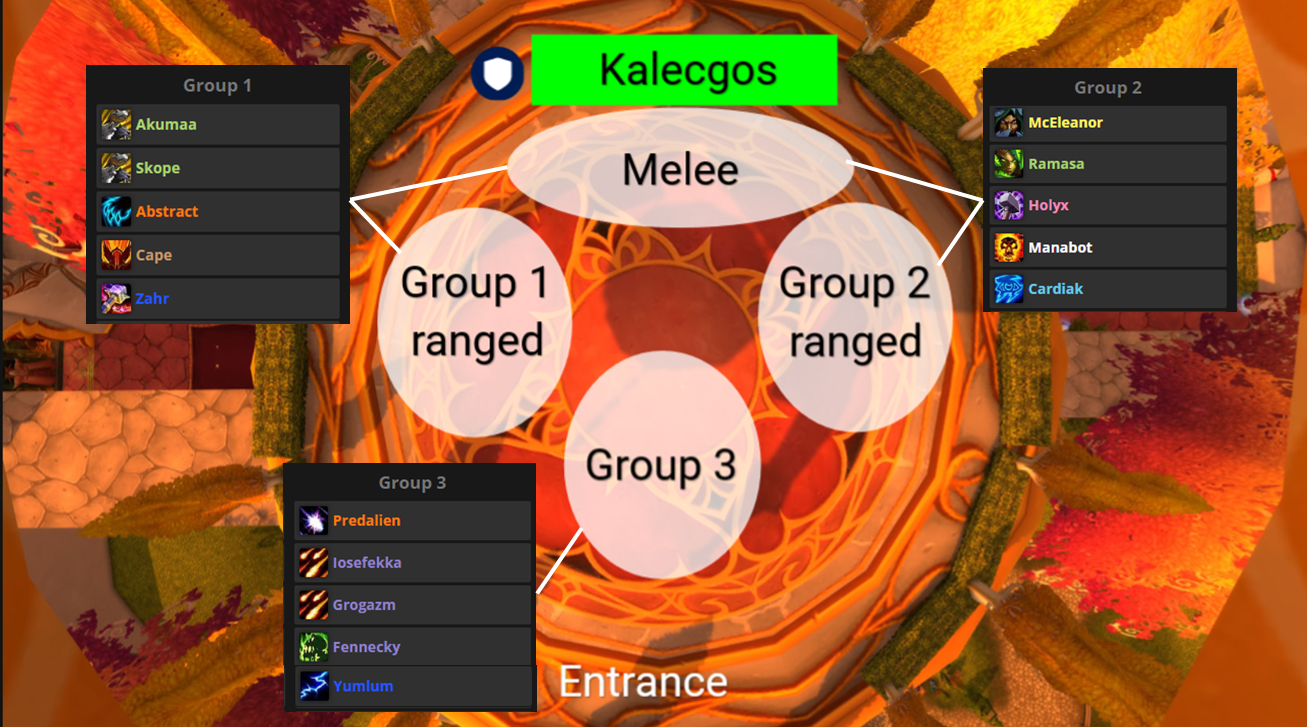 Kalecgos
Group 1
Akumaa
Skope
Abstract
Cape
Zahr
Group 2
McEleanor
Ramasa
Holyx
Manabot
Cardiak
Melee
Group 1
ranged
Group 2
ranged
Group 3
Group 3
Predalien
Iosefekka
Grogazm
Fennecky
Yumlum
Entrance